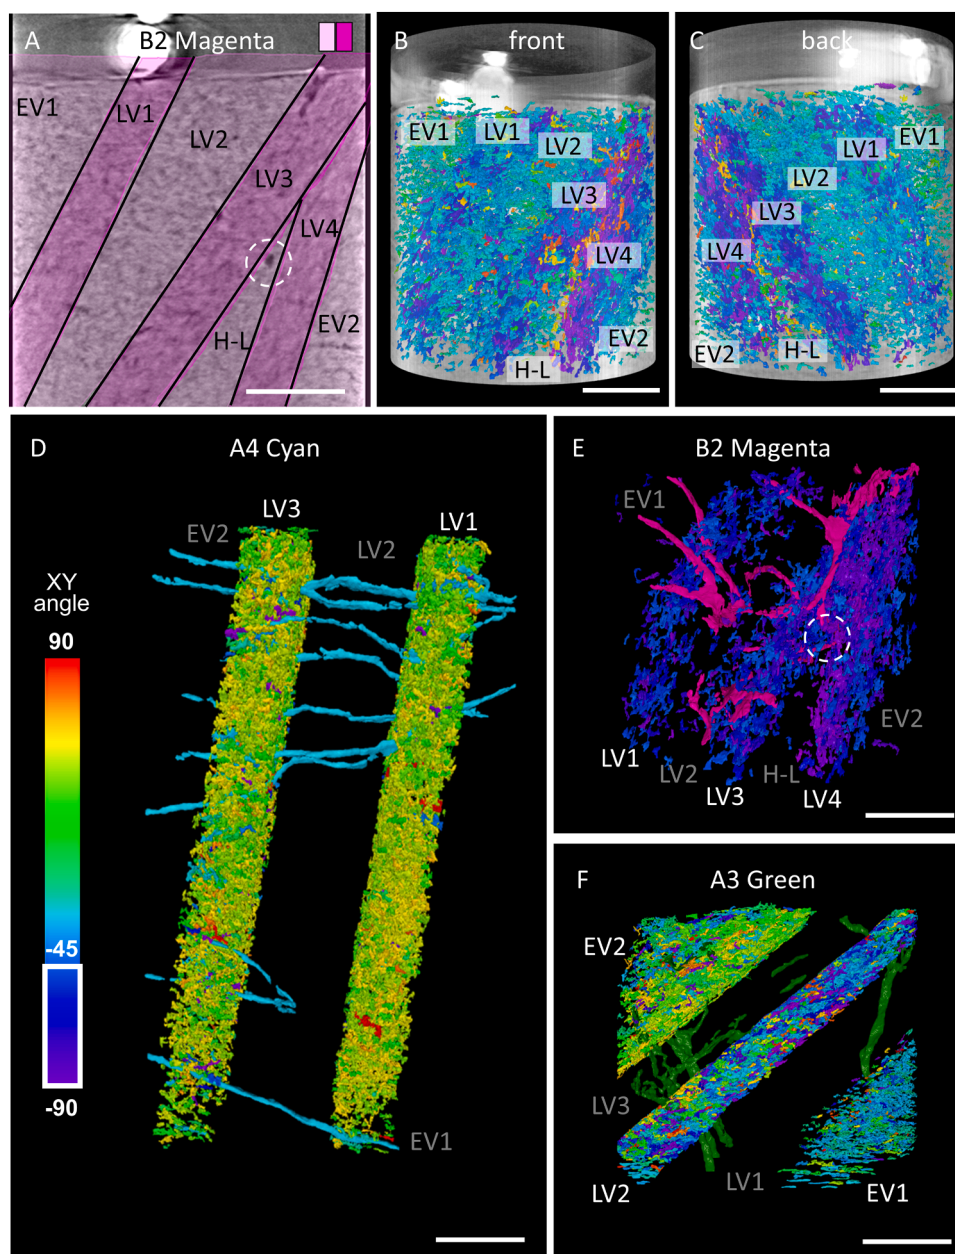 A
B2 Magenta
EV1
LV1
LV2
LV3
LV4
H-L
EV2
B
front
EV1
LV1
LV2
LV3
LV4
EV2
H-L
C
back
EV1
LV1
LV2
LV3
LV4
EV2
H-L
D
A4 Cyan
LV3
LV1
EV2
LV2
EV1
XY
angle
90
-45
-90
E
B2 Magenta
EV1
EV2
LV1
LV2
H-L
LV3
LV4
F
A3 Green
EV2
LV3
LV1
LV2
EV1